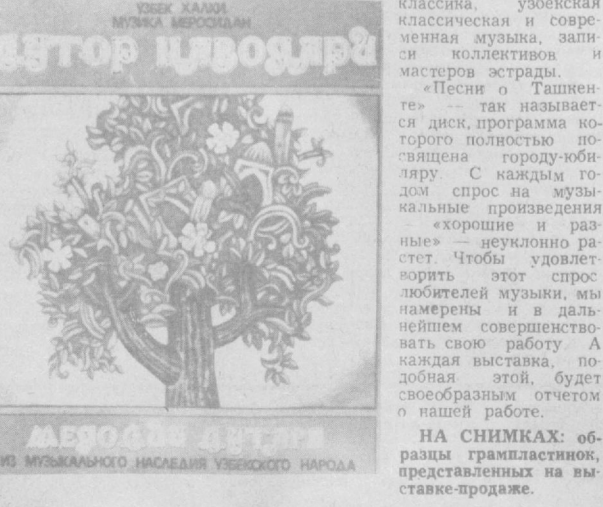 УЗБЕК ХАЛҚИ
МУЗИКА МЕРОСИДАН
ИЗ МУЗЫКАЛЬНОГО НАСЛЕДИЯ УЗБЕКСКОГО НАРОДА
классика, узбекская
классическая и совре-
менная музыка, запи-
си коллективов и
мастеров эстрады.
«Песни о Ташкен-
те» — так называет-
ся диск, программа ко-
торого полностью по-
священа городу-юби-
ляру. С каждым го-
дом спрос на музы-
кальные произведения
— «хорошие и раз-
ные» — неуклонно ра-
стет. Чтобы удовлет-
ворить этот спрос
любителей музыки, мы
намерены и в даль-
нейшем совершенство-
вать свою работу. А
каждая выставка, по-
добная этой, будет
своеобразным отчетом
о нашей работе.
НА СНИМКАХ: об-
разцы грампластинок,
представленных на вы-
ставке-продаже.